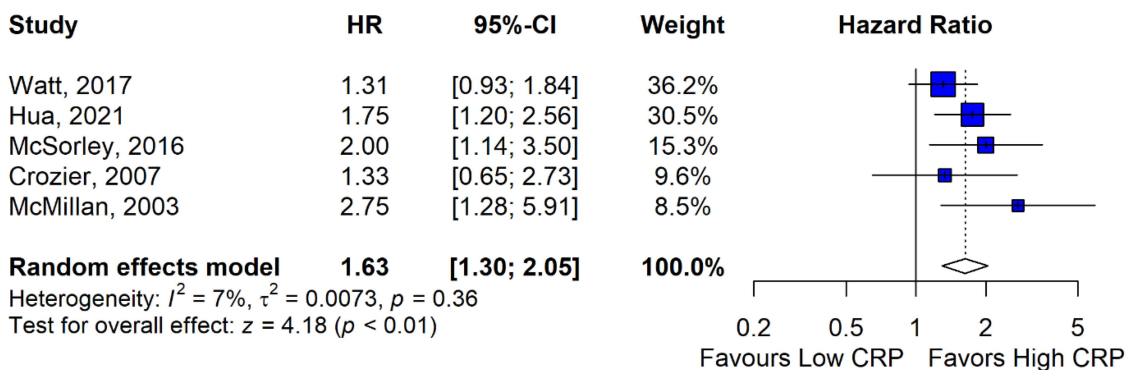 Study HR 95%-CI Weight Hazard Ratio
Watt, 2017 1.31 [0.93; 1.84] 36.2%
Hua, 2021 1.75 [1.20; 2.56] 30.5%
McSorley, 2016 2.00 [1.14; 3.50] 15.3%
Crozier, 2007 1.33 [0.65; 2.73] 9.6%
McMillan, 2003 2.75 [1.28; 5.91] 8.5%
Random effects model 1.63 [1.30; 2.05] 100.0%
Heterogeneity: I² = 7%, τ² = 0.0073, p = 0.36
Test for overall effect: z = 4.18 (p < 0.01)
0.2 0.5 1 2 5
Favours Low CRP Favors High CRP